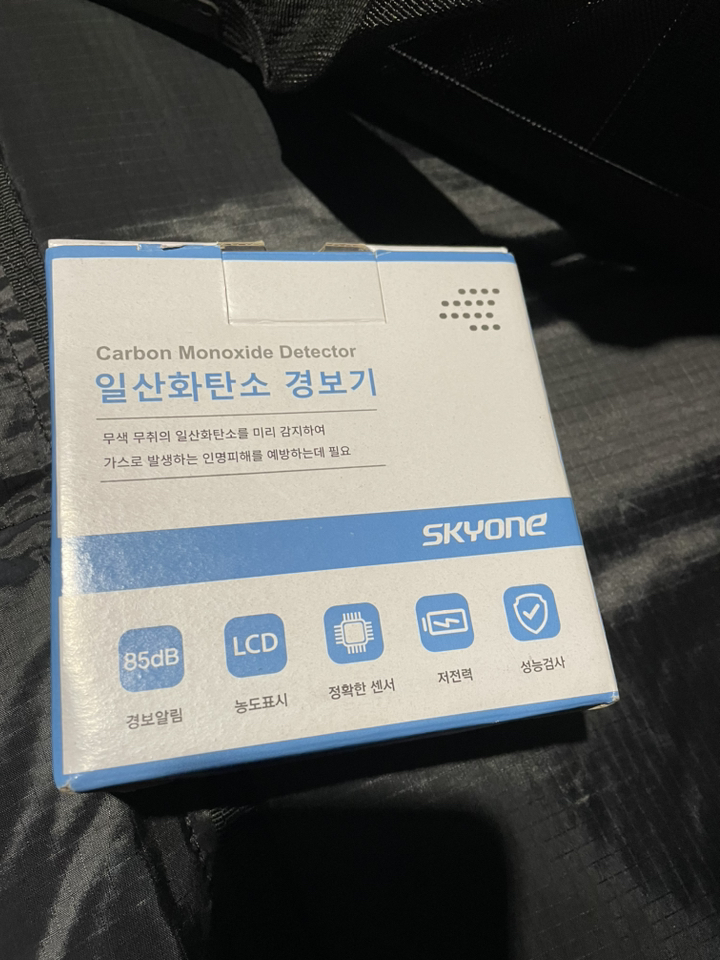 Carbon Monoxide Detector
일산화탄소 경보기
무색 무취의 일산화탄소를 미리 감지하여
가스로 발생하는 인명피해를 예방하는데 필요
SKYONE
85dB
LCD
경보알림
농도표시
정확한 센서
저전력
성능검사